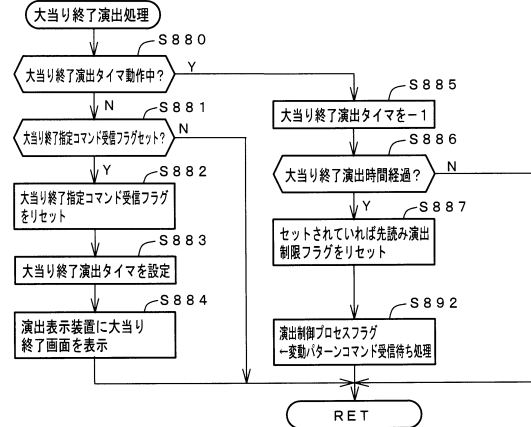 大当り終了演出処理
S880
大当り終了演出タイマ動作中?
Y
N
S881
大当り終了指定コマンド受信フラグセット?
N
Y
S882
大当り終了指定コマンド受信フラグ
をリセット
S883
大当り終了演出タイマを設定
S884
演出表示装置に大当り
終了画面を表示
S885
大当り終了演出タイマを−1
S886
大当り終了演出時間経過?
N
Y
S887
セットされていれば先読み演出
制限フラグをリセット
S892
演出制御プロセスフラグ
←変動パターンコマンド受信待ち処理
RET